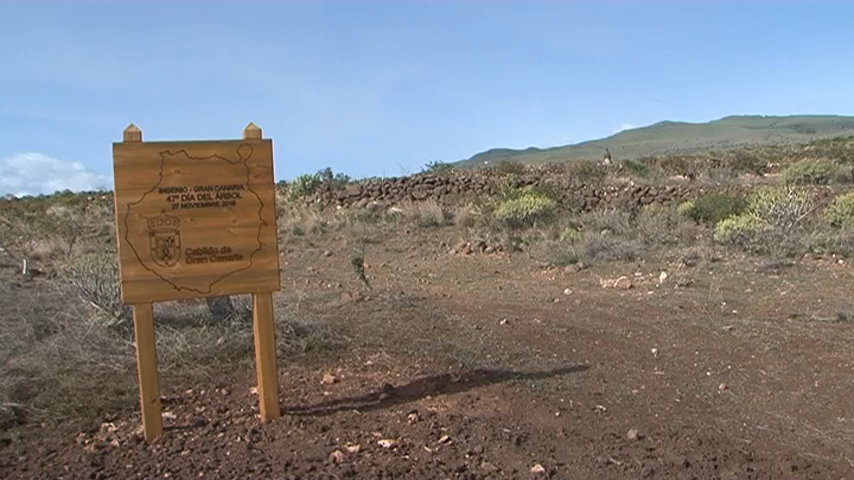 INGENIO - GRAN CANARIA
47º DÍA DEL ÁRBOL
27 NOVIEMBRE 2016
Cabildo de
Gran Canaria